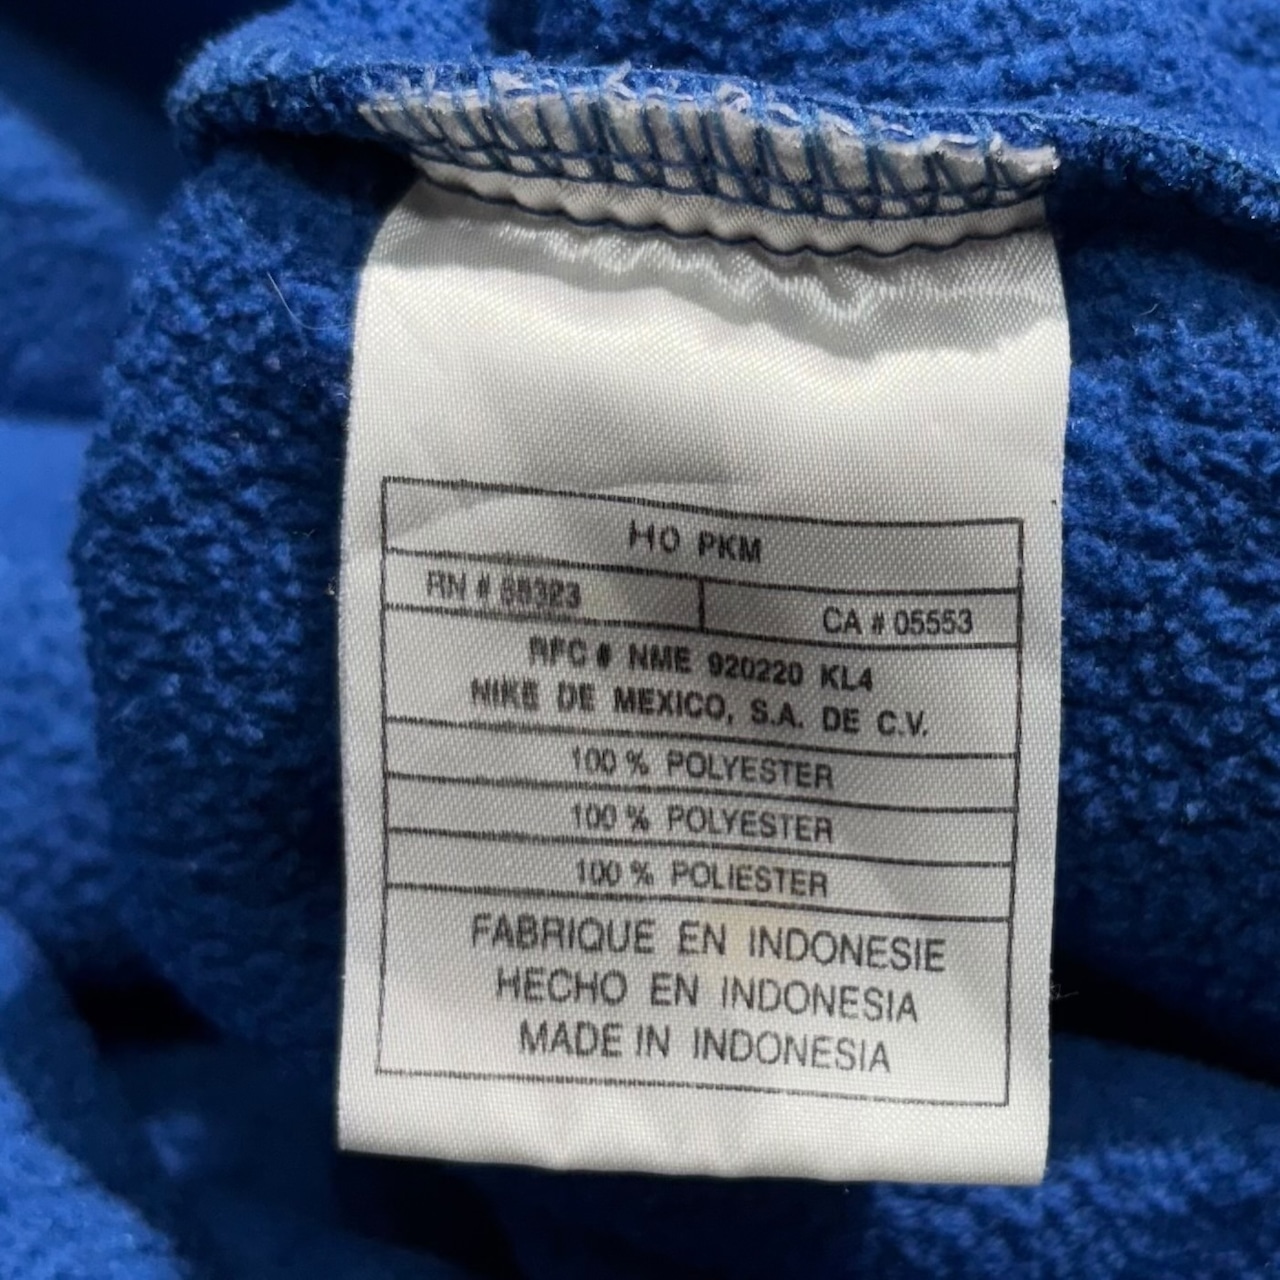 HO PKM
RN # 88323
CA # 05553
RFC # NME 920220 KL4
NIKE DE MEXICO, S.A. DE C.V.
100 % POLYESTER
100 % POLYESTER
100 % POLIESTER
FABRIQUE EN INDONESIE
HECHO EN INDONESIA
MADE IN INDONESIA